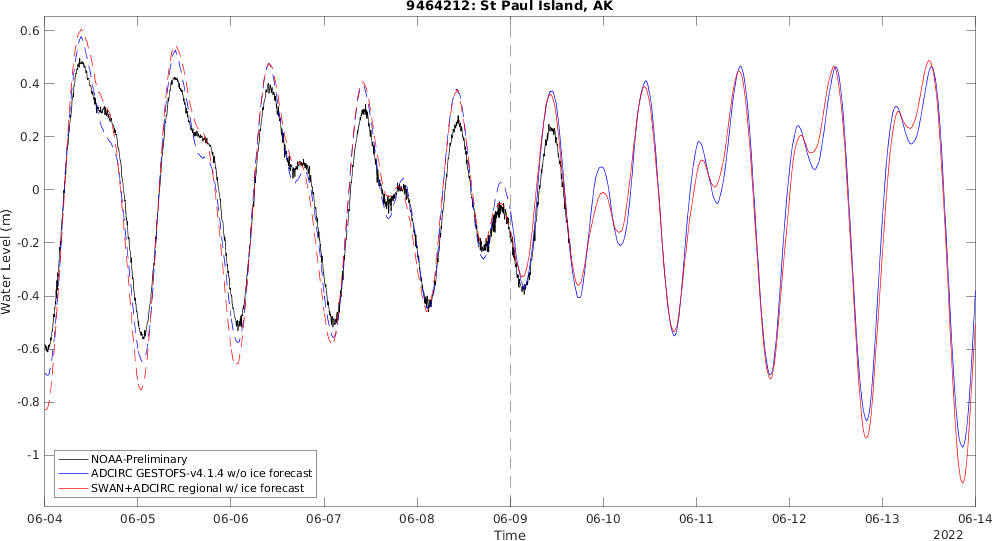 9464212: St Paul Island, AK
Water Level (m)
0.6
0.4
0.2
0
-0.2
-0.4
-0.6
-0.8
-1
NOAA-Preliminary
ADCIRC GESTOFS-v4.1.4 w/o ice forecast
SWAN+ADCIRC regional w/ ice forecast
06-04 06-05 06-06 06-07 06-08 06-09 06-10 06-11 06-12 06-13 06-14
Time
2022